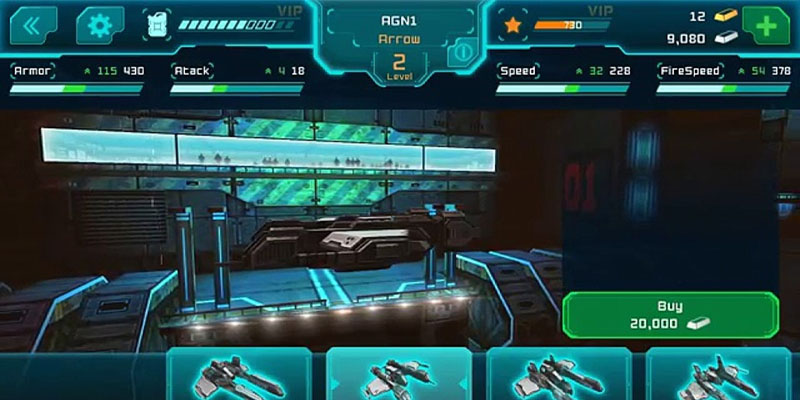 VIP
AGN1
Arrow
2
Level
VIP
730
12
9,080
Armor 115 430
Atack 4 18
Speed 32 228
FireSpeed 54 378
01
Buy
20,000